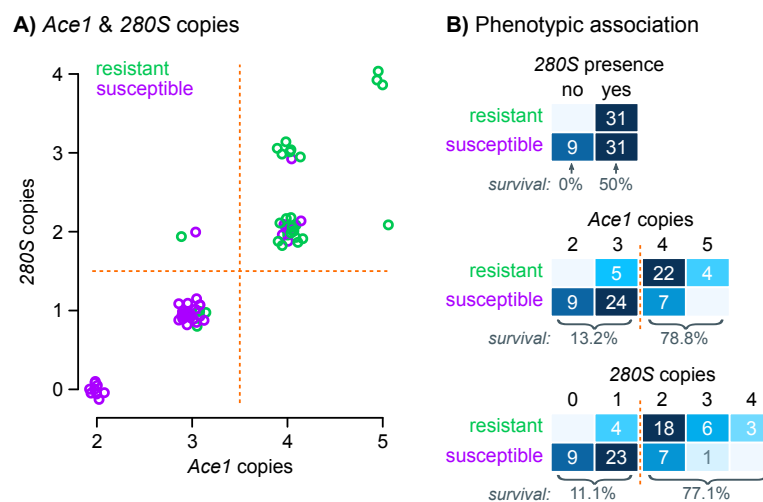 A) Ace1 & 280S copies
resistant
susceptible
4
3
2
1
0
280S copies
2 3 4 5
Ace1 copies
B) Phenotypic association
280S presence
no yes
resistant 31
susceptible 9 31
survival: 0% 50%
Ace1 copies
2 3 4 5
resistant 5 22 4
susceptible 9 24 7
survival: 13.2% 78.8%
280S copies
0 1 2 3 4
resistant 4 18 6 3
susceptible 9 23 7 1
survival: 11.1% 77.1%